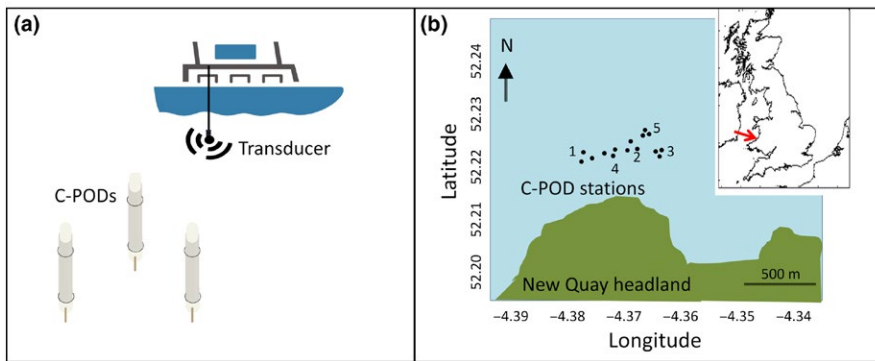 (a)
Transducer
C-PODs
(b)
N
52.24
52.23
52.22
52.21
52.20
Latitude
1
2
3
4
5
C-POD stations
New Quay headland
500 m
–4.39
–4.38
–4.37
–4.36
–4.35
–4.34
Longitude